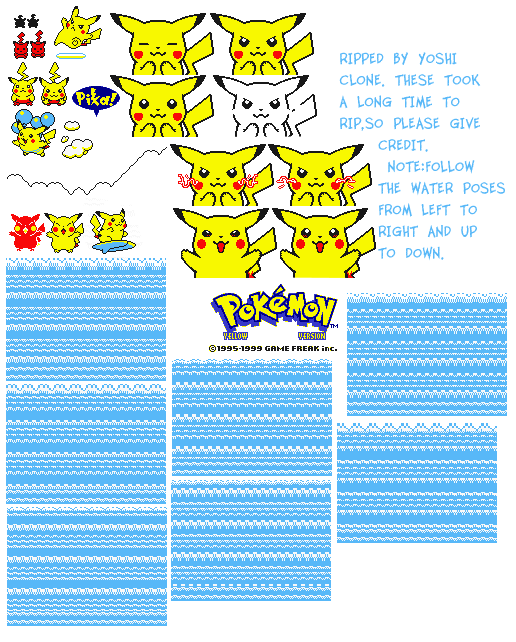 Pika!
RIPPED BY YOSHI
CLONE. THESE TOOK
A LONG TIME TO
RIP,SO PLEASE GIVE
CREDIT.
NOTE:FOLLOW
THE WATER POSES
FROM LEFT TO
RIGHT AND UP
TO DOWN.
POKéMON TM
YELLOW VERSION
©1995-1999 GAME FREAK inc.